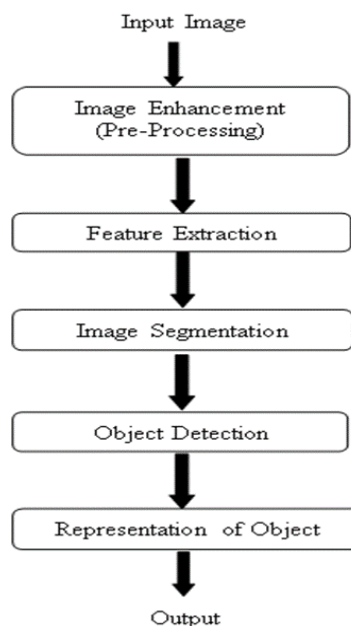 Input Image
Image Enhancement
(Pre-Processing)
Feature Extraction
Image Segmentation
Object Detection
Representation of Object
Output